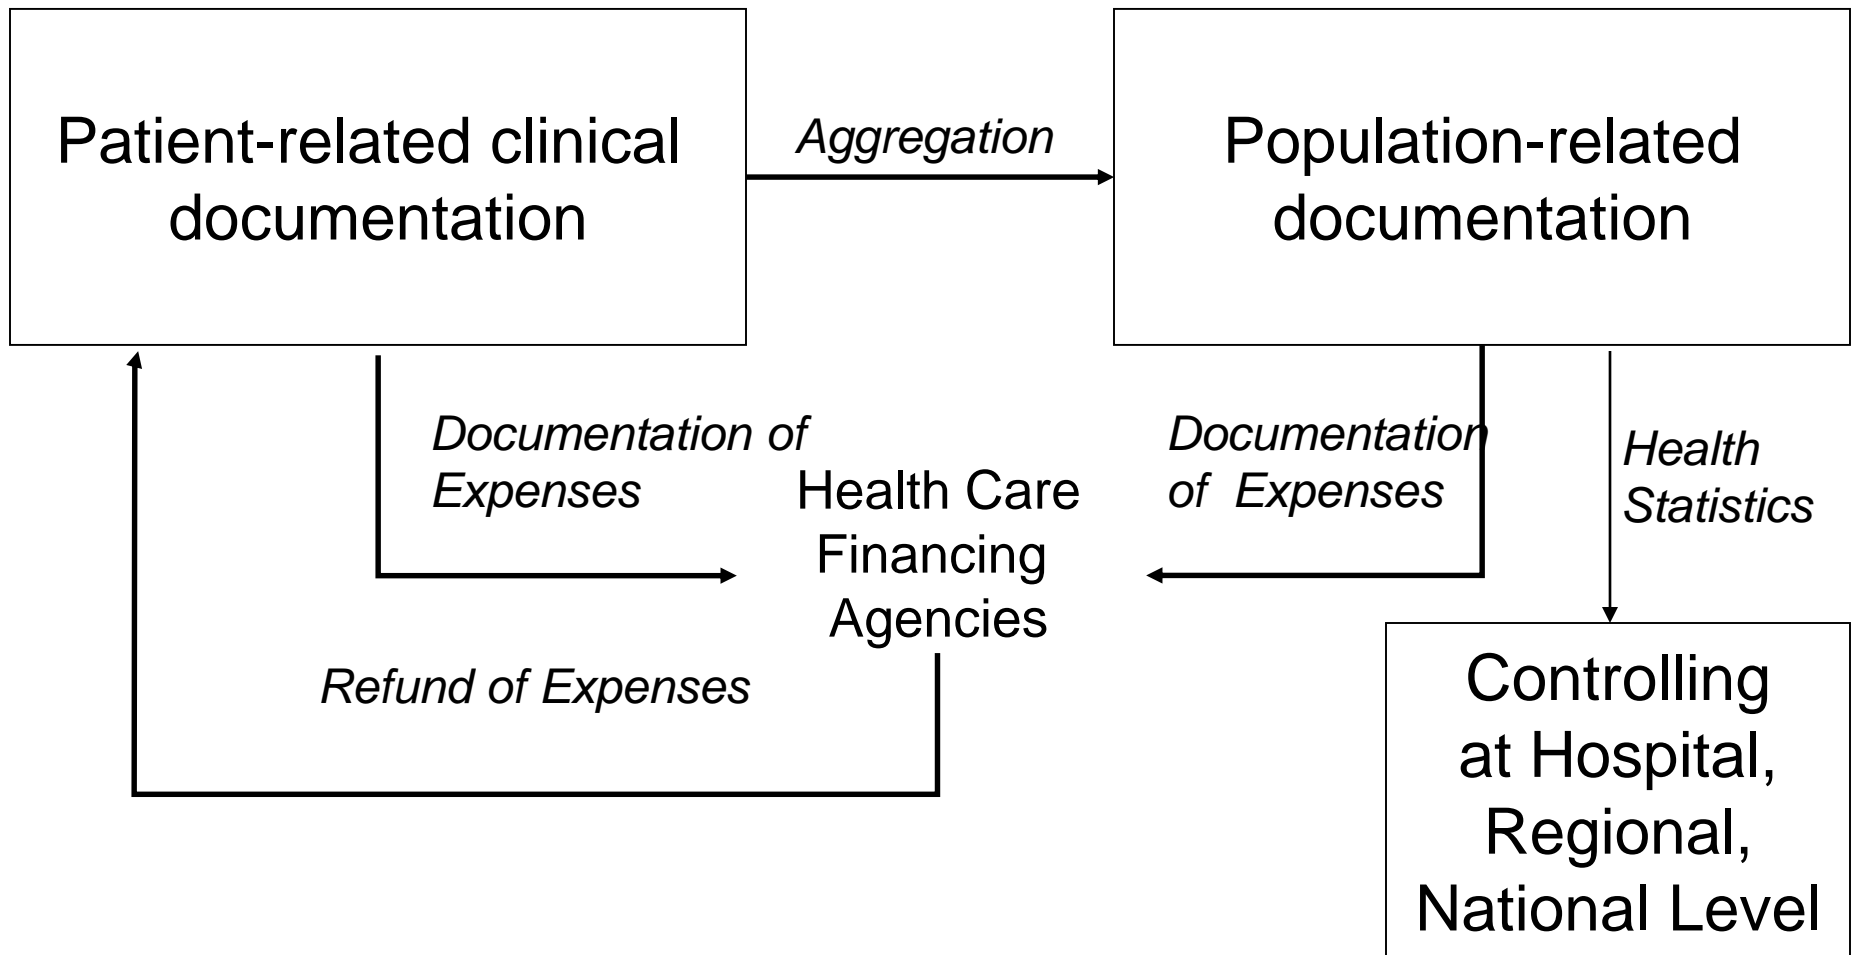 Patient-related clinical
documentation
Aggregation
Population-related
documentation
Documentation of
Expenses
Health Care
Financing
Agencies
Documentation
of Expenses
Health
Statistics
Refund of Expenses
Controlling
at Hospital,
Regional,
National Level